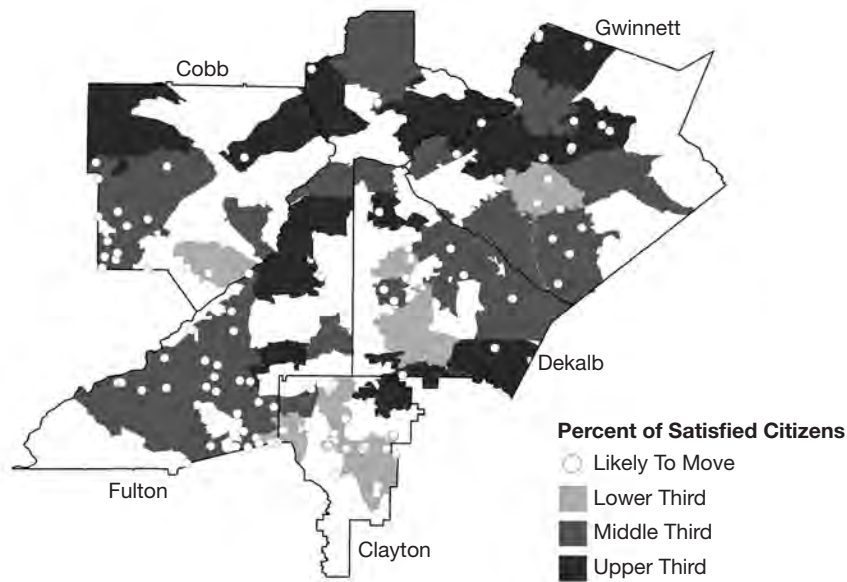 Gwinnett
Cobb
Dekalb
Fulton
Clayton
Percent of Satisfied Citizens
Likely To Move
Lower Third
Middle Third
Upper Third